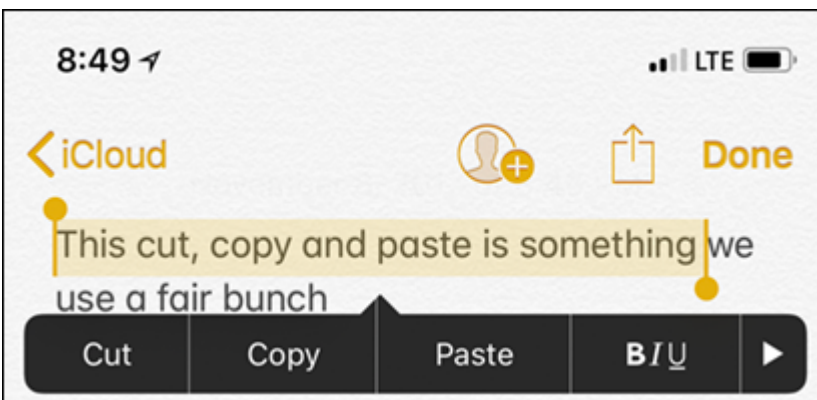 8:49 LTE
iCloud Done
This cut, copy and paste is something we
use a fair bunch
Cut Copy Paste BIU